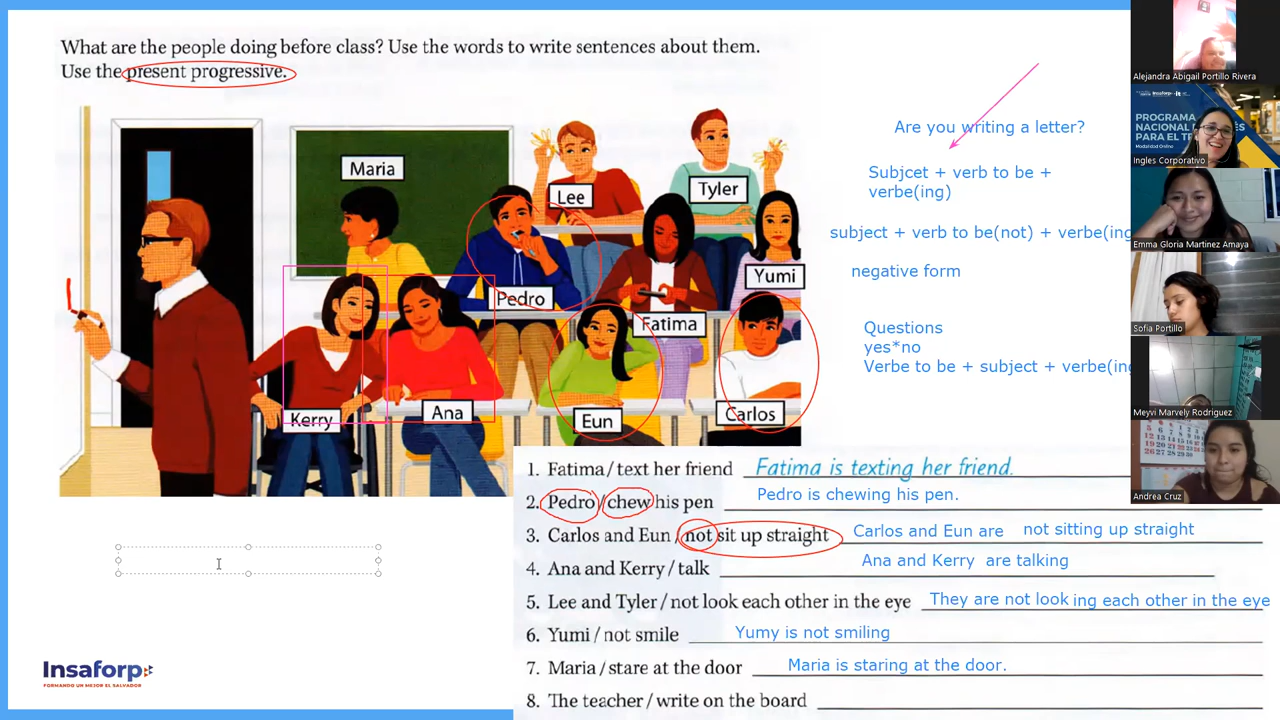 What are the people doing before class? Use the words to write sentences about them.
Use the present progressive.
Maria
Lee
Tyler
Pedro
Yumi
Fatima
Kerry
Ana
Eun
Carlos
Are you writing a letter?
Subjcet + verb to be +
verbe(ing)
subject + verb to be(not) + verbe(ing
negative form
Questions
yes*no
Verbe to be + subject + verbe(ing
1. Fatima / text her friend Fatima is texting her friend.
2. Pedro / chew his pen Pedro is chewing his pen.
3. Carlos and Eun / not sit up straight Carlos and Eun are not sitting up straight
4. Ana and Kerry / talk Ana and Kerry are talking
5. Lee and Tyler / not look each other in the eye They are not look ing each other in the eye
6. Yumi / not smile Yumy is not smiling
7. Maria / stare at the door Maria is staring at the door.
8. The teacher / write on the board
Insaforp
FORMANDO UN MEJOR EL SALVADOR
Alejandra Abigail Portillo Rivera
Insaforp
PROGRAMA
NACIONAL
PARA EL TR
Modalidad Online
Ingles Corporativo
Emma Gloria Martinez Amaya
Sofia Portillo
Meyvi Marvely Rodriguez
Andrea Cruz